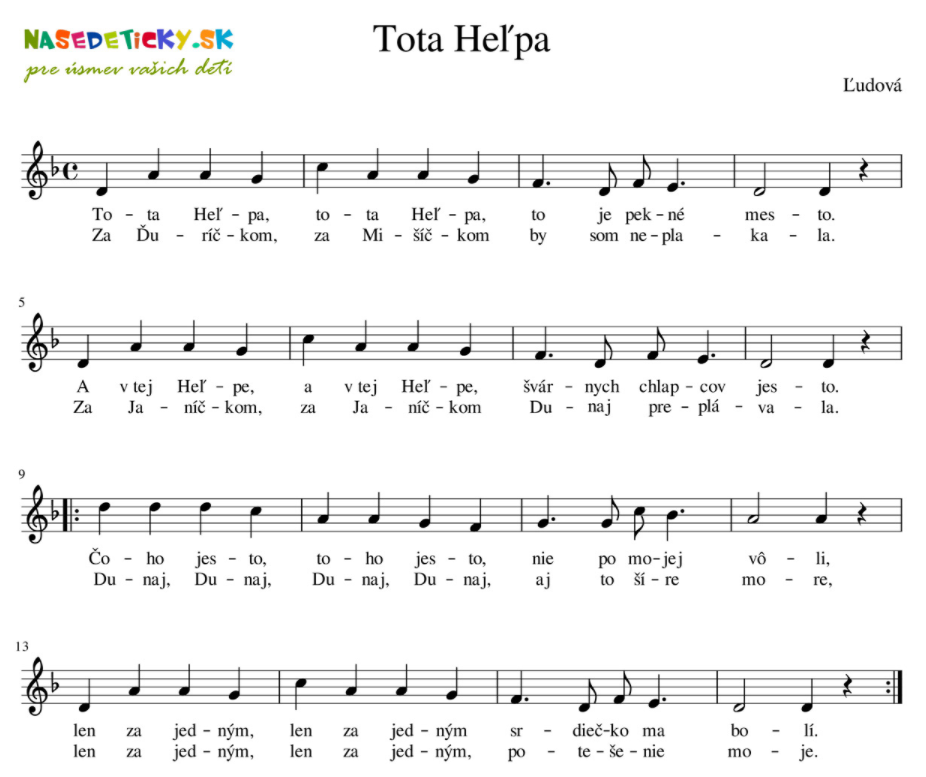 NASEDETICKY.SK
pre úsmev vašich detí
Tota Heľpa
Ľudová
To - ta Heľ - pa, to - ta Heľ - pa, to je pek - né mes - to.
Za Ďu - ríč - kom, za Mi - šíč - kom by som ne - pla - ka - la.
5
A v tej Heľ - pe, a v tej Heľ - pe, švár - nych chlap - cov jes - to.
Za Ja - níč - kom, za Ja - níč - kom Du - naj pre - plá - va - la.
9
Čo - ho jes - to, to - ho jes - to, nie po mo - jej vô - li,
Du - naj, Du - naj, Du - naj, Du - naj, aj to ší - re mo - re,
13
len za jed - ným, len za jed - ným sr - dieč - ko ma bo - lí.
len za jed - ným, len za jed - ným, po - te - še - nie mo - je.